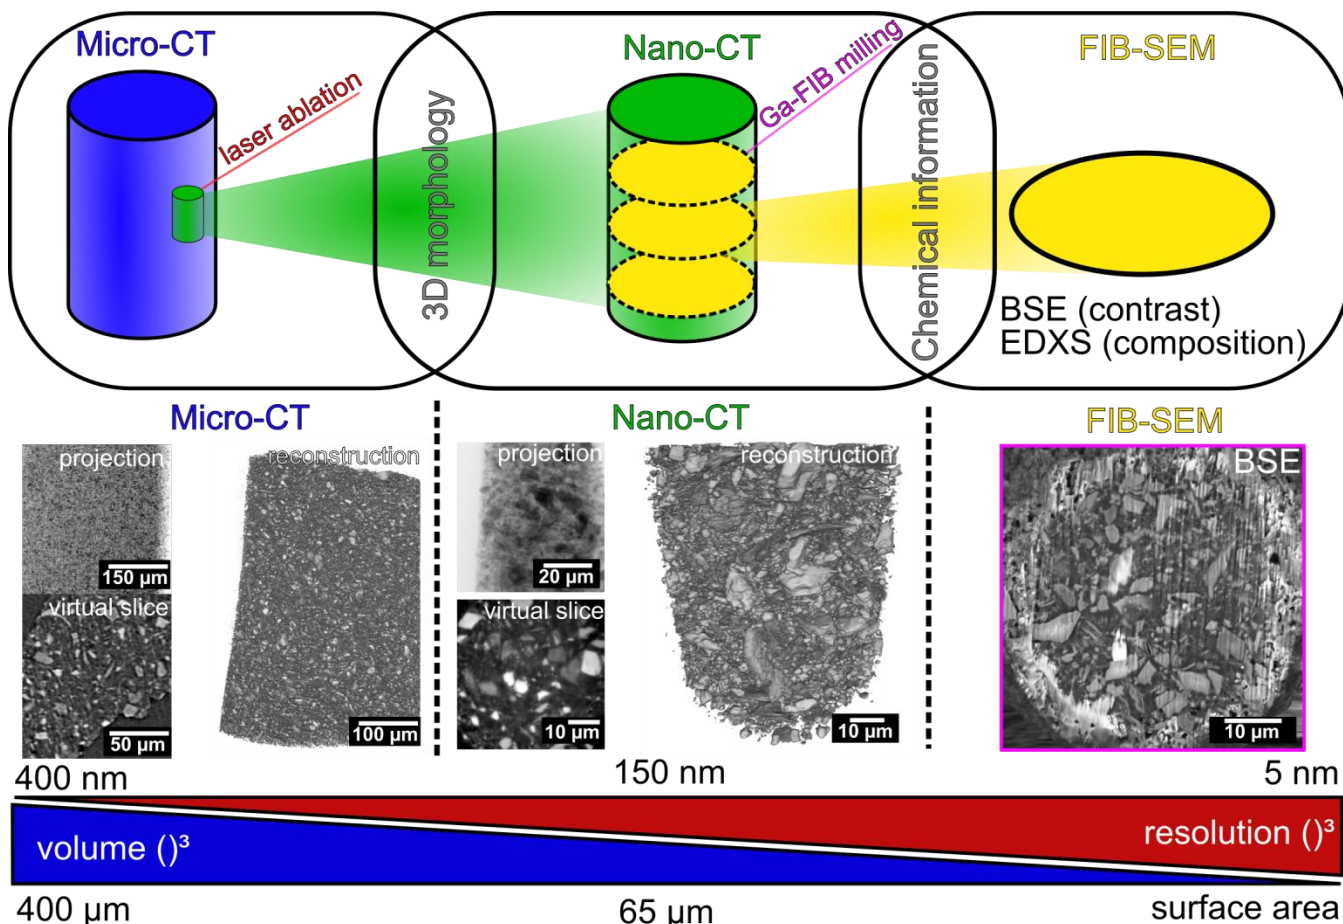 Micro-CT
Nano-CT
FIB-SEM
laser ablation
3D morphology
Ga-FIB milling
Chemical information
BSE (contrast)
EDXS (composition)
Micro-CT
Nano-CT
FIB-SEM
projection
150 µm
virtual slice
50 µm
reconstruction
100 µm
projection
20 µm
virtual slice
10 µm
reconstruction
10 µm
BSE
10 µm
400 nm
150 nm
5 nm
volume ()³
resolution ()³
400 µm
65 µm
surface area